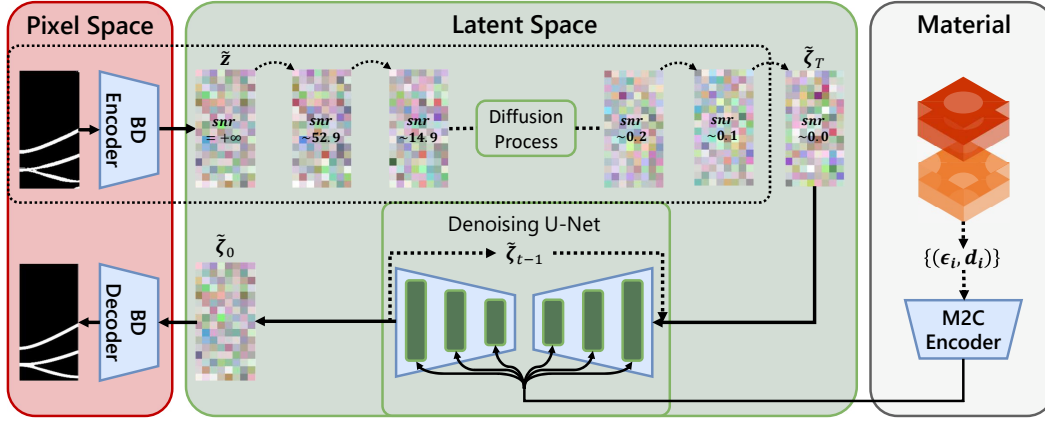 Pixel Space
Latent Space
Material
BD
Encoder
z̃
snr
= +∞
snr
~52.9
snr
~14.9
Diffusion
Process
snr
~0.2
snr
~0.1
ζ̃_T
snr
~0.0
{(ϵ_i, d_i)}
M2C
Encoder
Denoising U-Net
ζ̃_{t−1}
ζ̃_0
BD
Decoder